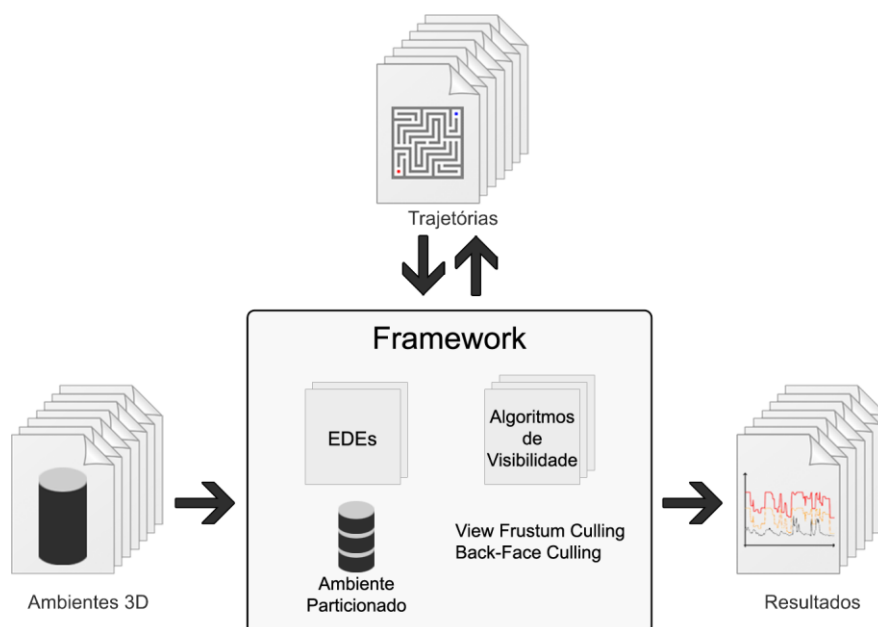 Trajetórias
Framework
EDEs
Algoritmos
de
Visibilidade
View Frustum Culling
Back-Face Culling
Ambiente
Particionado
Ambientes 3D
Resultados